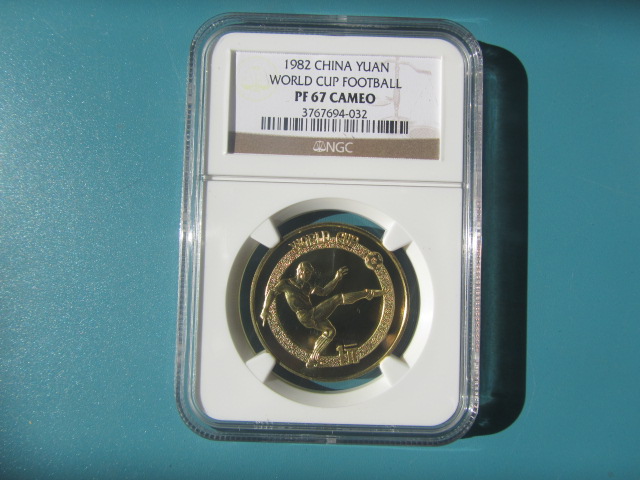 1982 CHINA YUAN
WORLD CUP FOOTBALL
PF 67 CAMEO
3767694-032
NGC
WORLD CUP